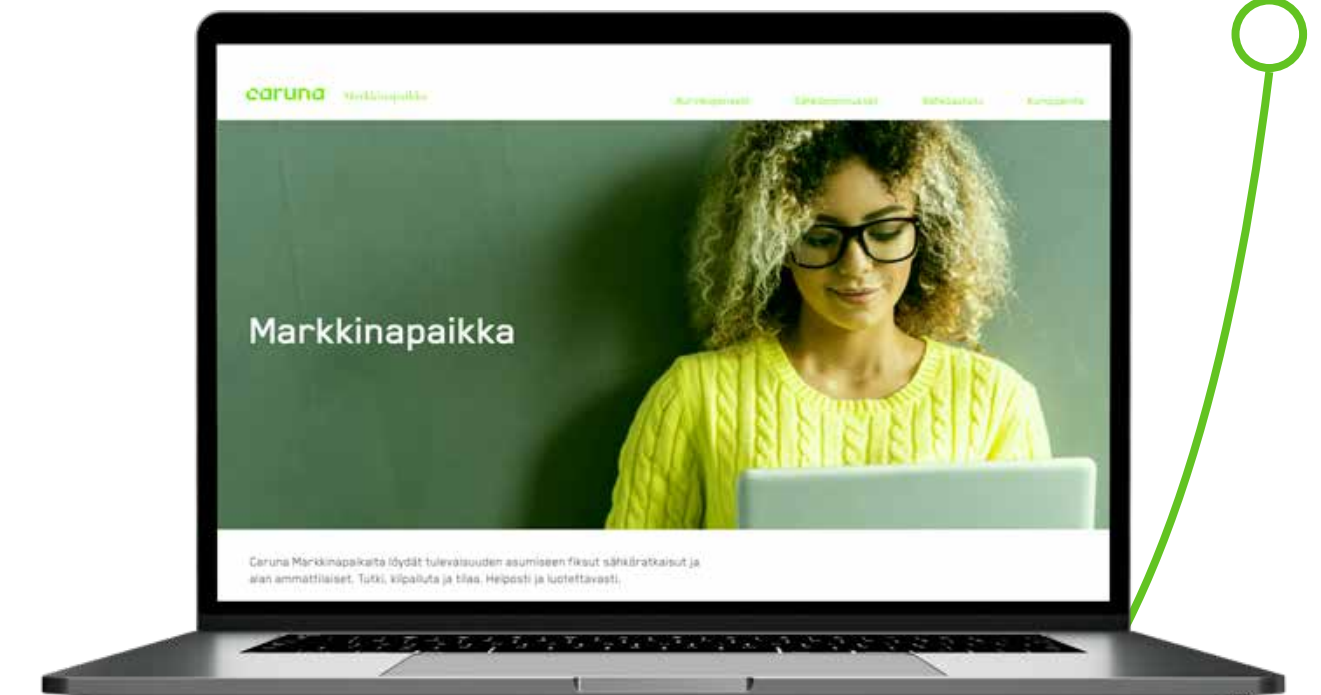 caruna Markkinapaikka
Markkinapaikka
Caruna Markkinapaikalta löydät tulevaisuuden asumiseen fiksut sähköratkaisut ja
alan ammattilaiset. Tutki, kilpailuta ja tilaa. Helposti ja luotettavasti.